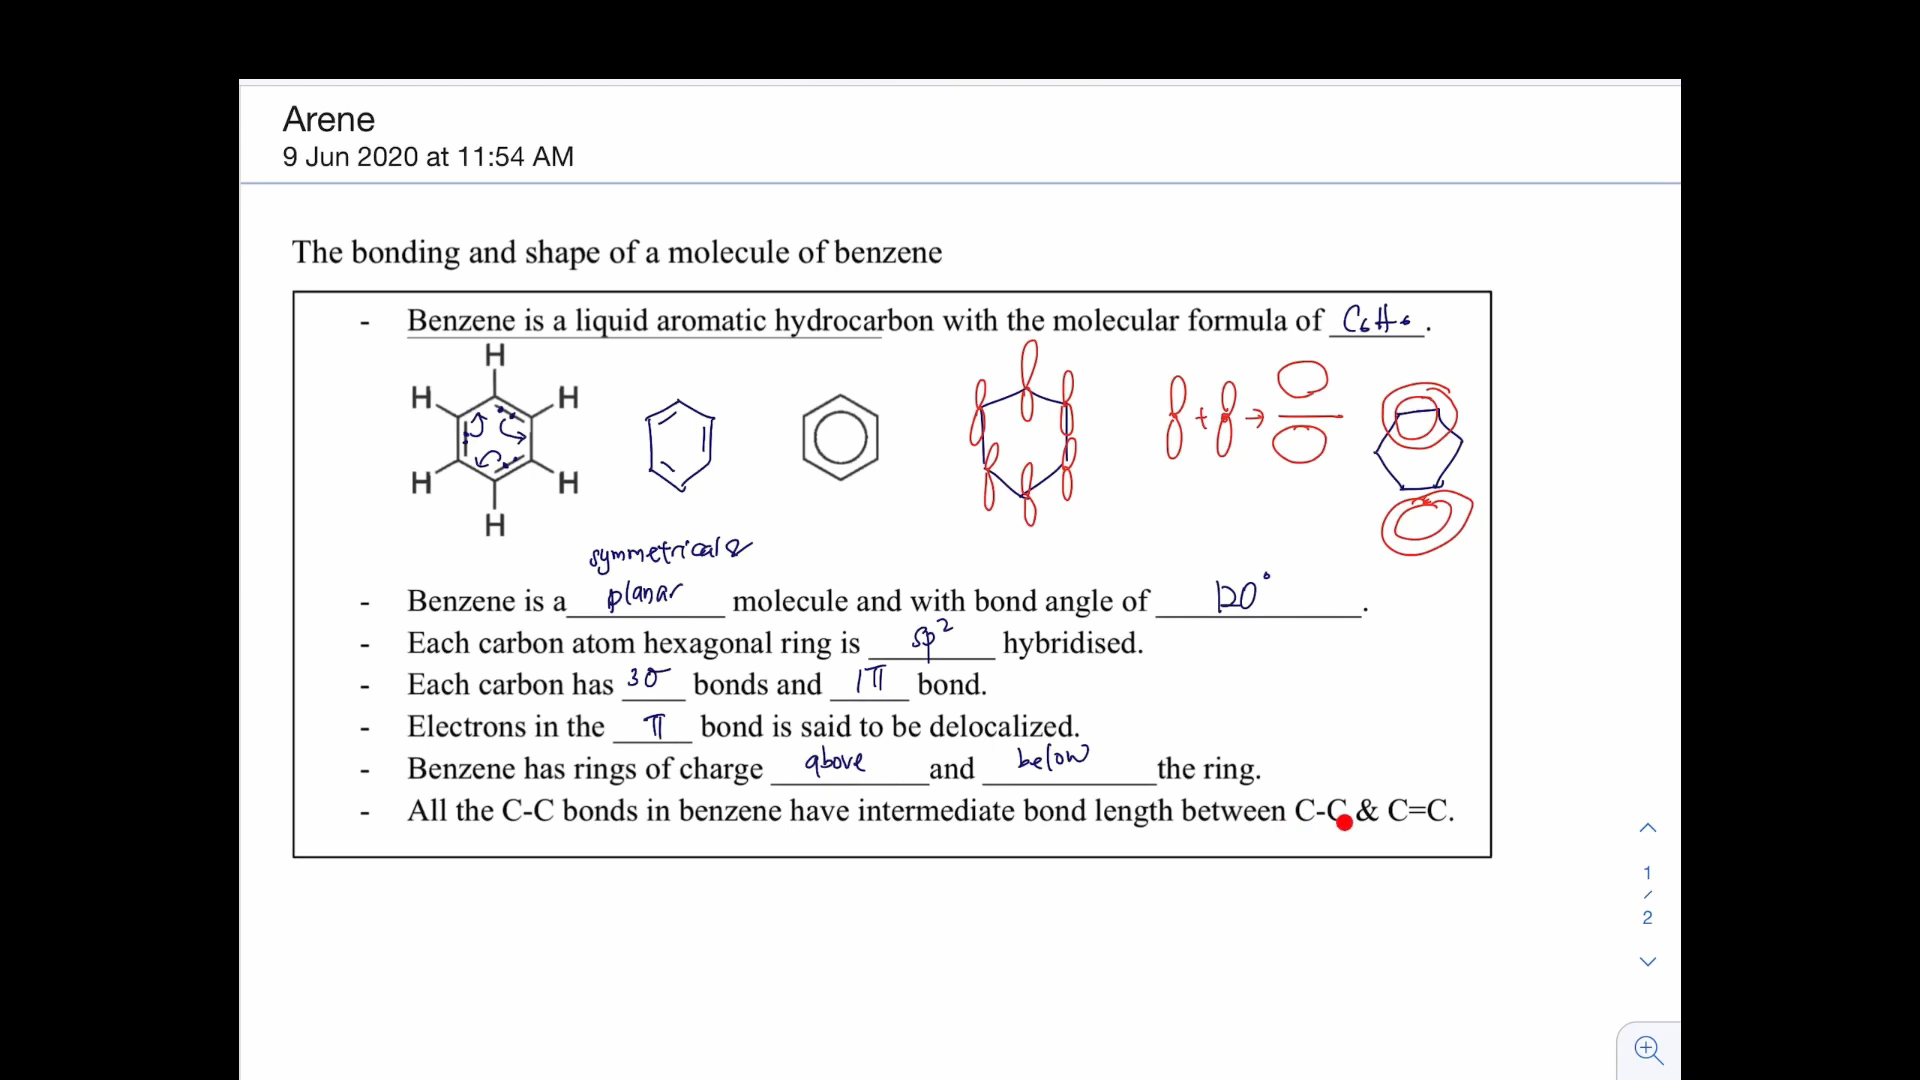 Arene
9 Jun 2020 at 11:54 AM
The bonding and shape of a molecule of benzene
- Benzene is a liquid aromatic hydrocarbon with the molecular formula of C6H6.
H
H H
H H
H
+ →
symmetrical &
- Benzene is a planar molecule and with bond angle of 120°.
- Each carbon atom hexagonal ring is sp² hybridised.
- Each carbon has 3σ bonds and 1π bond.
- Electrons in the π bond is said to be delocalized.
- Benzene has rings of charge above and below the ring.
- All the C-C bonds in benzene have intermediate bond length between C-C & C=C.
1
/
2